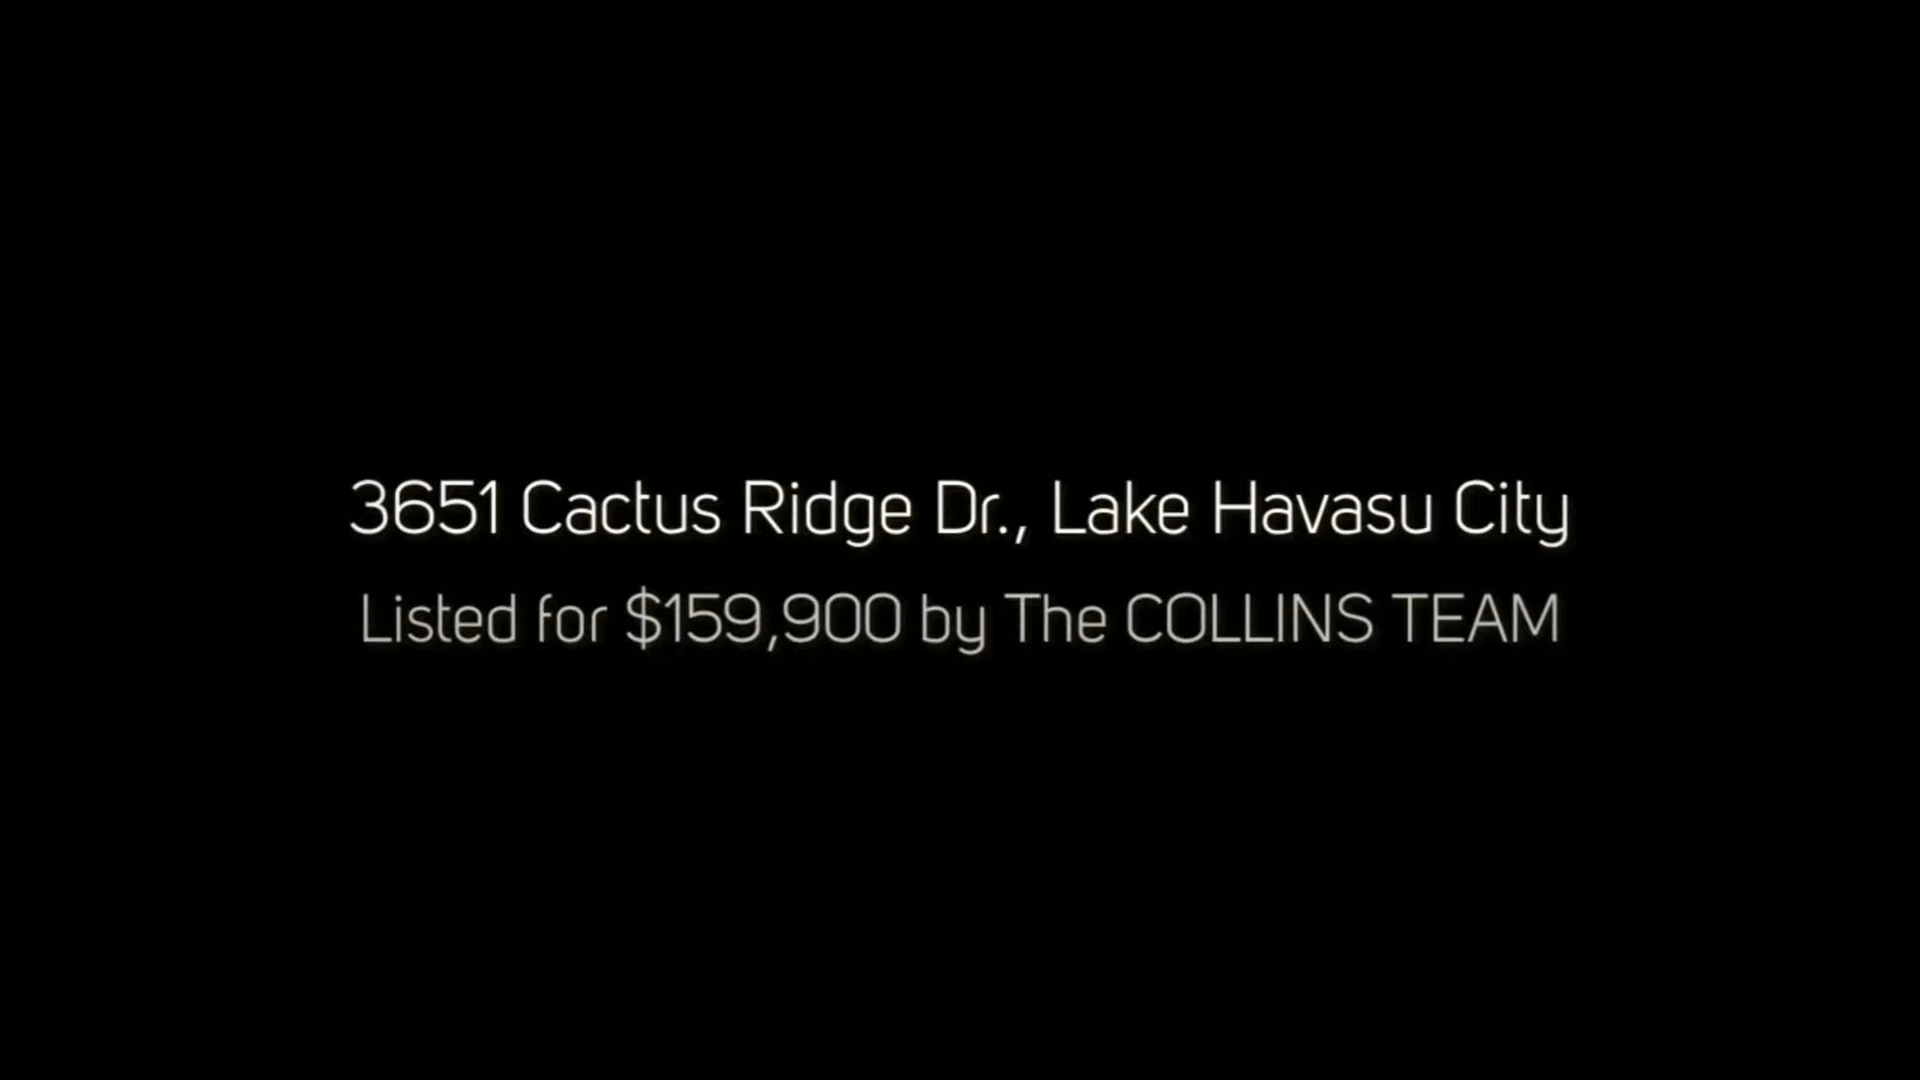 3651 Cactus Ridge Dr., Lake Havasu City
Listed for $159,900 by The COLLINS TEAM